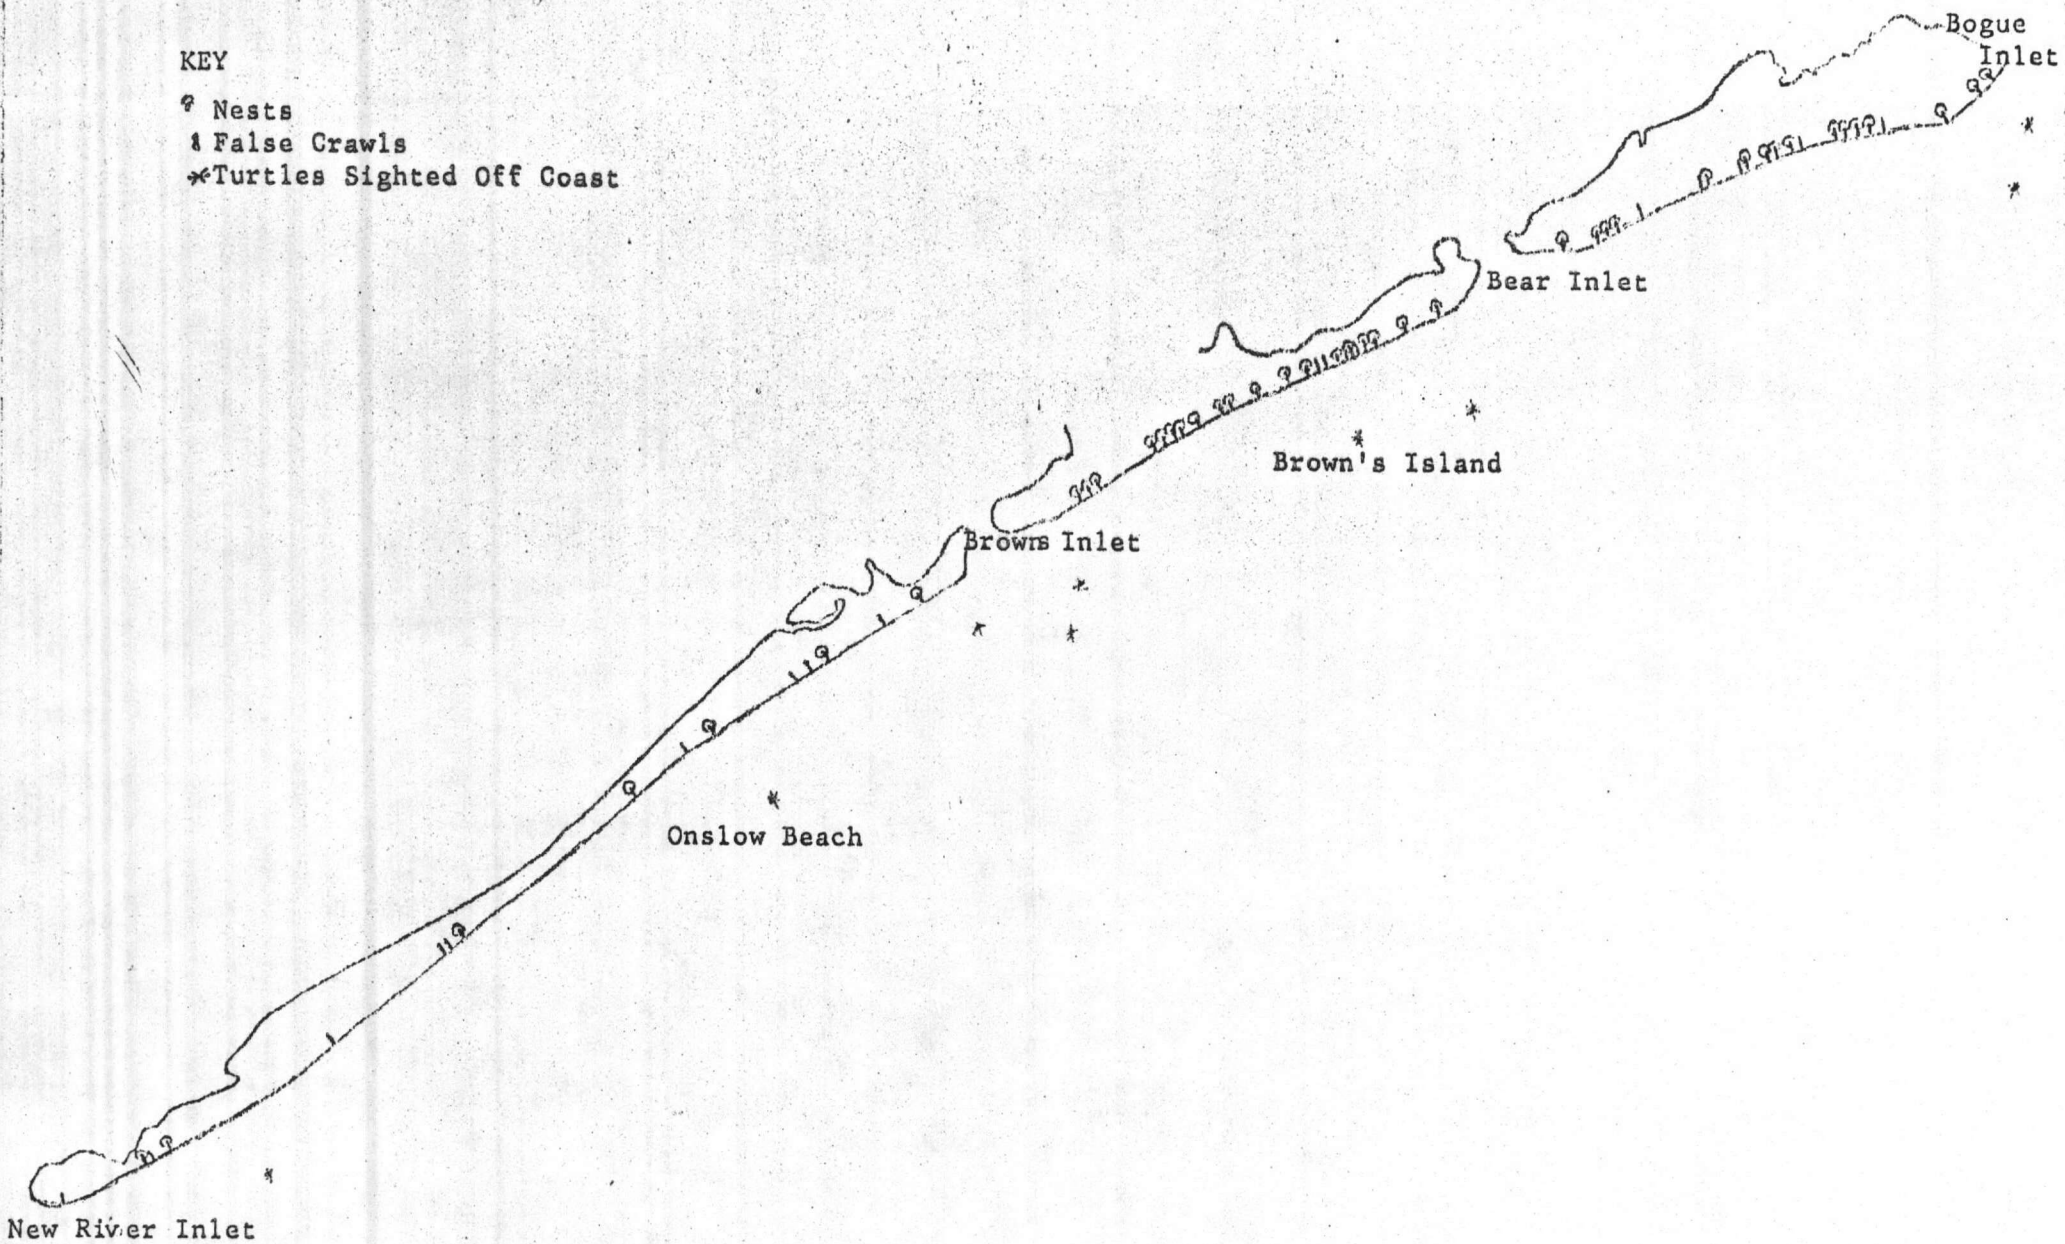 KEY
Nests
False Crawls
Turtles Sighted Off Coast
Bogue
Inlet
Bear Inlet
Brown's Island
Browns Inlet
Onslow Beach
New River Inlet